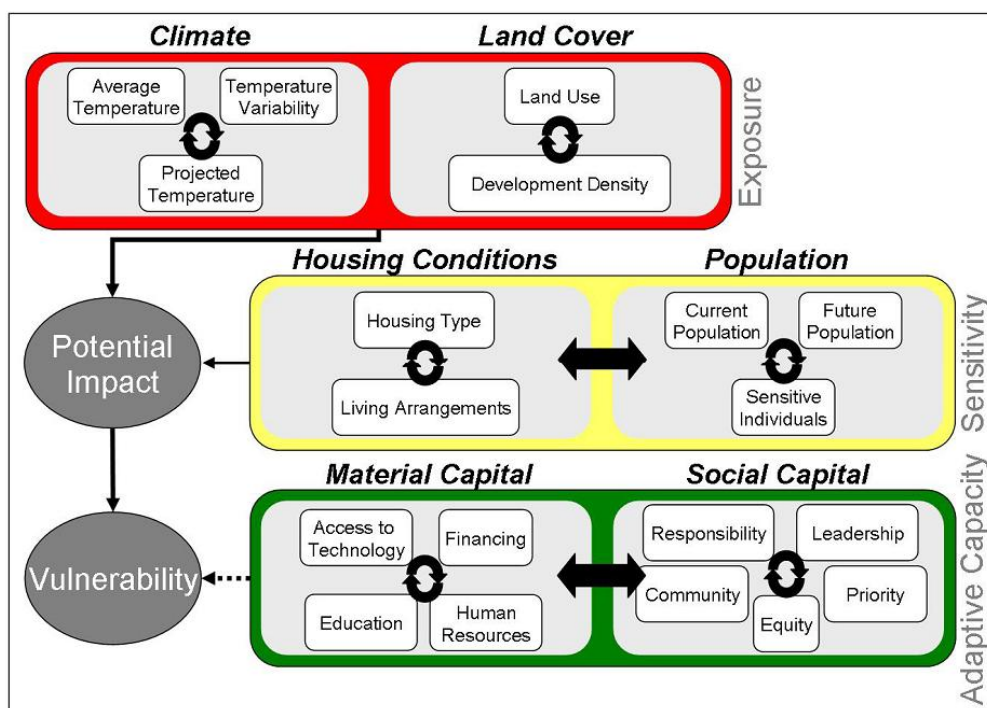 Climate
Land Cover
Average
Temperature
Temperature
Variability
Projected
Temperature
Land Use
Development Density
Exposure
Housing Conditions
Population
Housing Type
Living Arrangements
Current
Population
Future
Population
Sensitive
Individuals
Sensitivity
Potential
Impact
Material Capital
Social Capital
Access to
Technology
Financing
Education
Human
Resources
Responsibility
Leadership
Community
Priority
Equity
Adaptive Capacity
Vulnerability